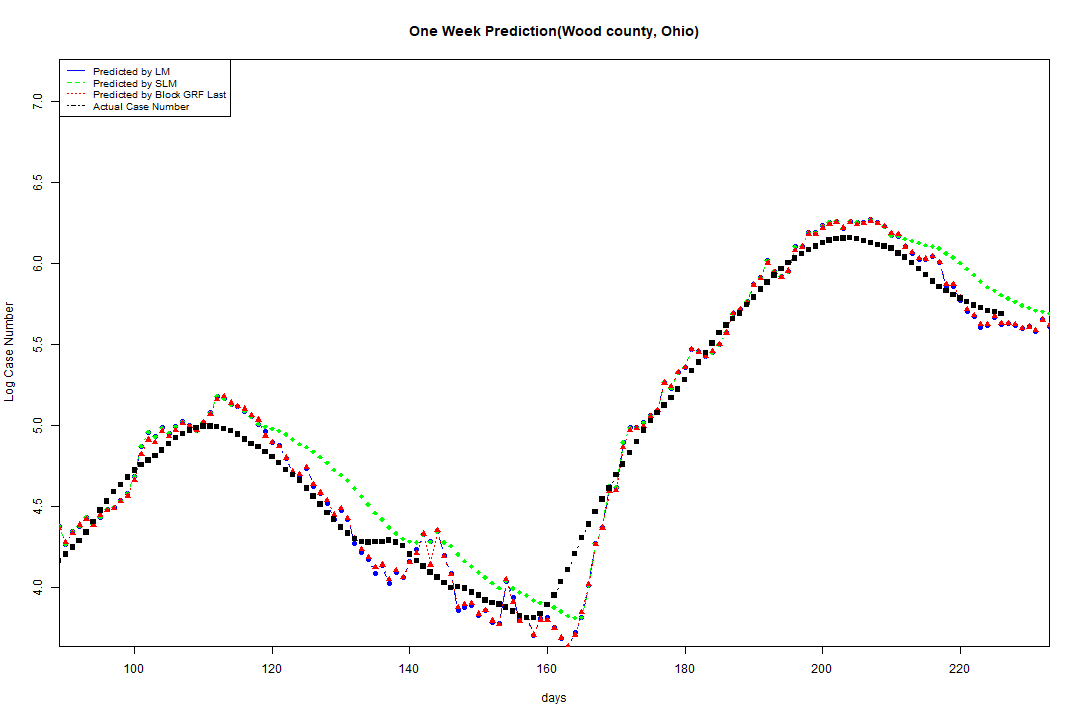 One Week Prediction(Wood county, Ohio)
Predicted by LM
Predicted by SLM
Predicted by Block GRF Last
Actual Case Number
7.0
6.5
6.0
5.5
5.0
4.5
4.0
Log Case Number
100 120 140 160 180 200 220
days